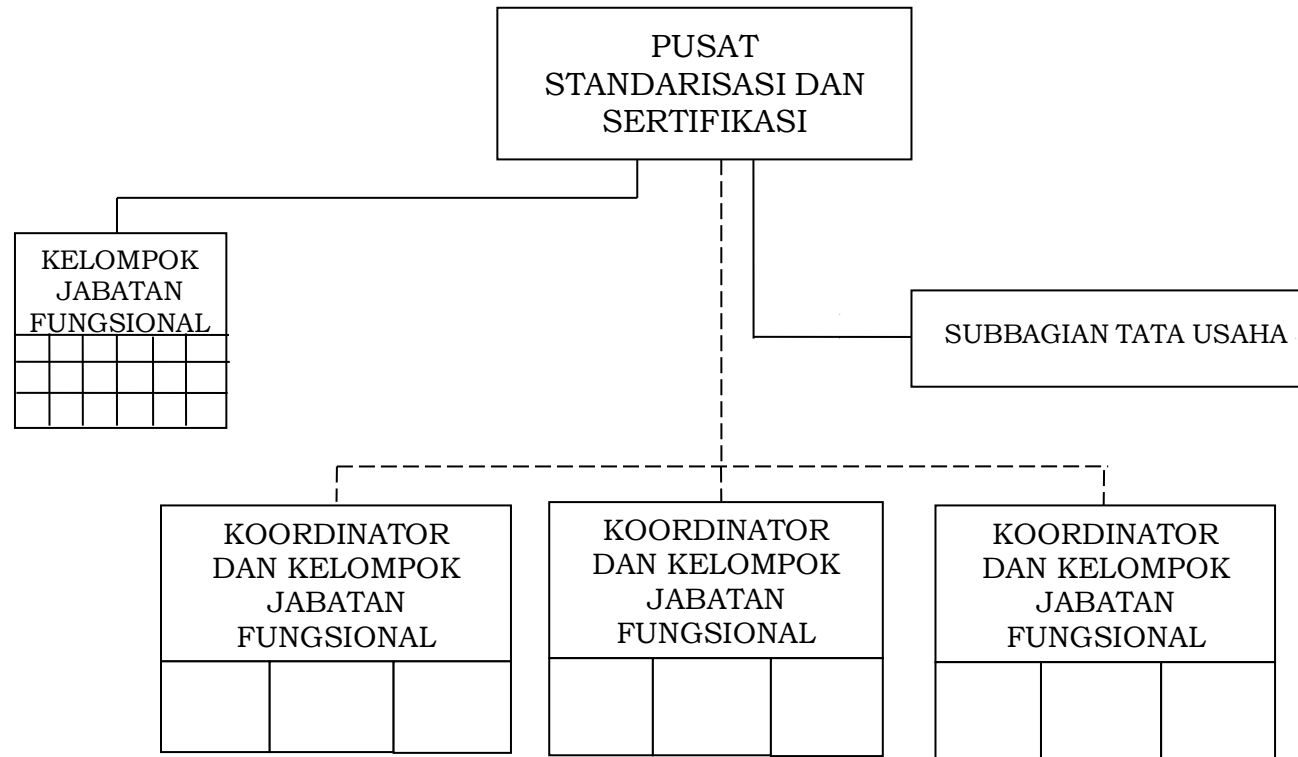 PUSAT
STANDARISASI DAN
SERTIFIKASI
KELOMPOK
JABATAN
FUNGSIONAL
SUBBAGIAN TATA USAHA
KOORDINATOR
DAN KELOMPOK
JABATAN
FUNGSIONAL
KOORDINATOR
DAN KELOMPOK
JABATAN
FUNGSIONAL
KOORDINATOR
DAN KELOMPOK
JABATAN
FUNGSIONAL